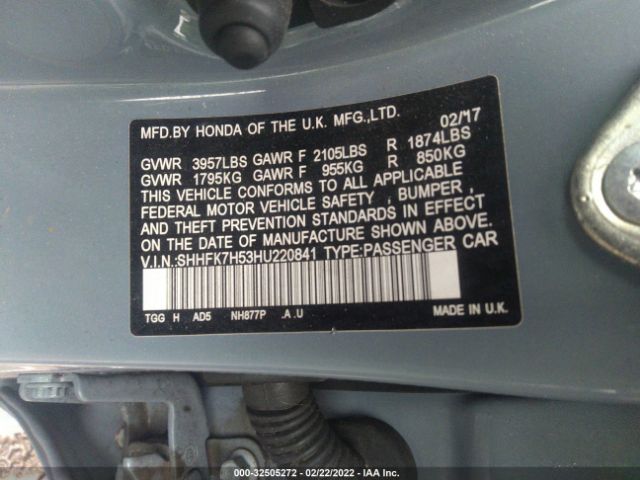 MFD.BY HONDA OF THE U.K. MFG.,LTD. 02/17
GVWR 3957LBS GAWR F 2105LBS R 1874LBS
GVWR 1795KG GAWR F 955KG R 850KG
THIS VEHICLE CONFORMS TO ALL APPLICABLE
FEDERAL MOTOR VEHICLE SAFETY , BUMPER ,
AND THEFT PREVENTION STANDARDS IN EFFECT
ON THE DATE OF MANUFACTURE SHOWN ABOVE.
V.I.N.:SHHFK7H53HU220841 TYPE:PASSENGER CAR
TGG H AD5 NH877P .A .U MADE IN U.K.
000-32505272 - 02/22/2022 - IAA Inc.